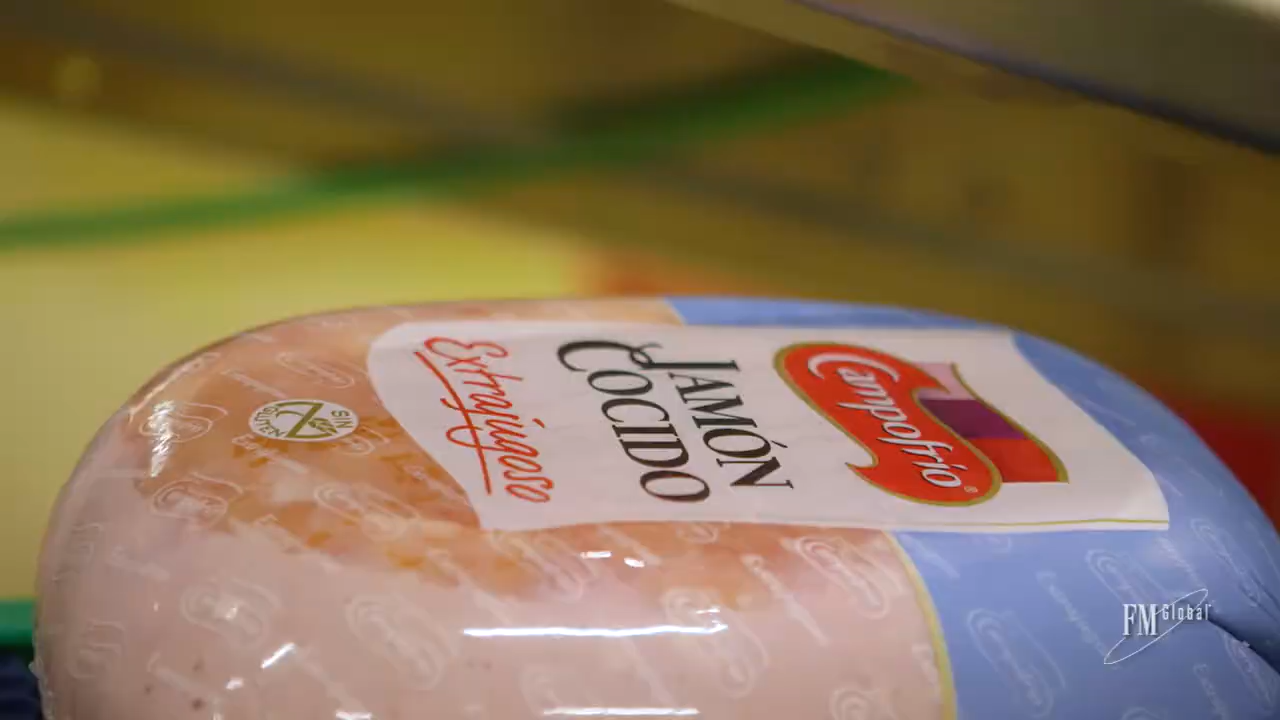 Campofrío®
JAMÓN
COCIDO
Extrajugoso
SIN
GLUTEN
FM Global